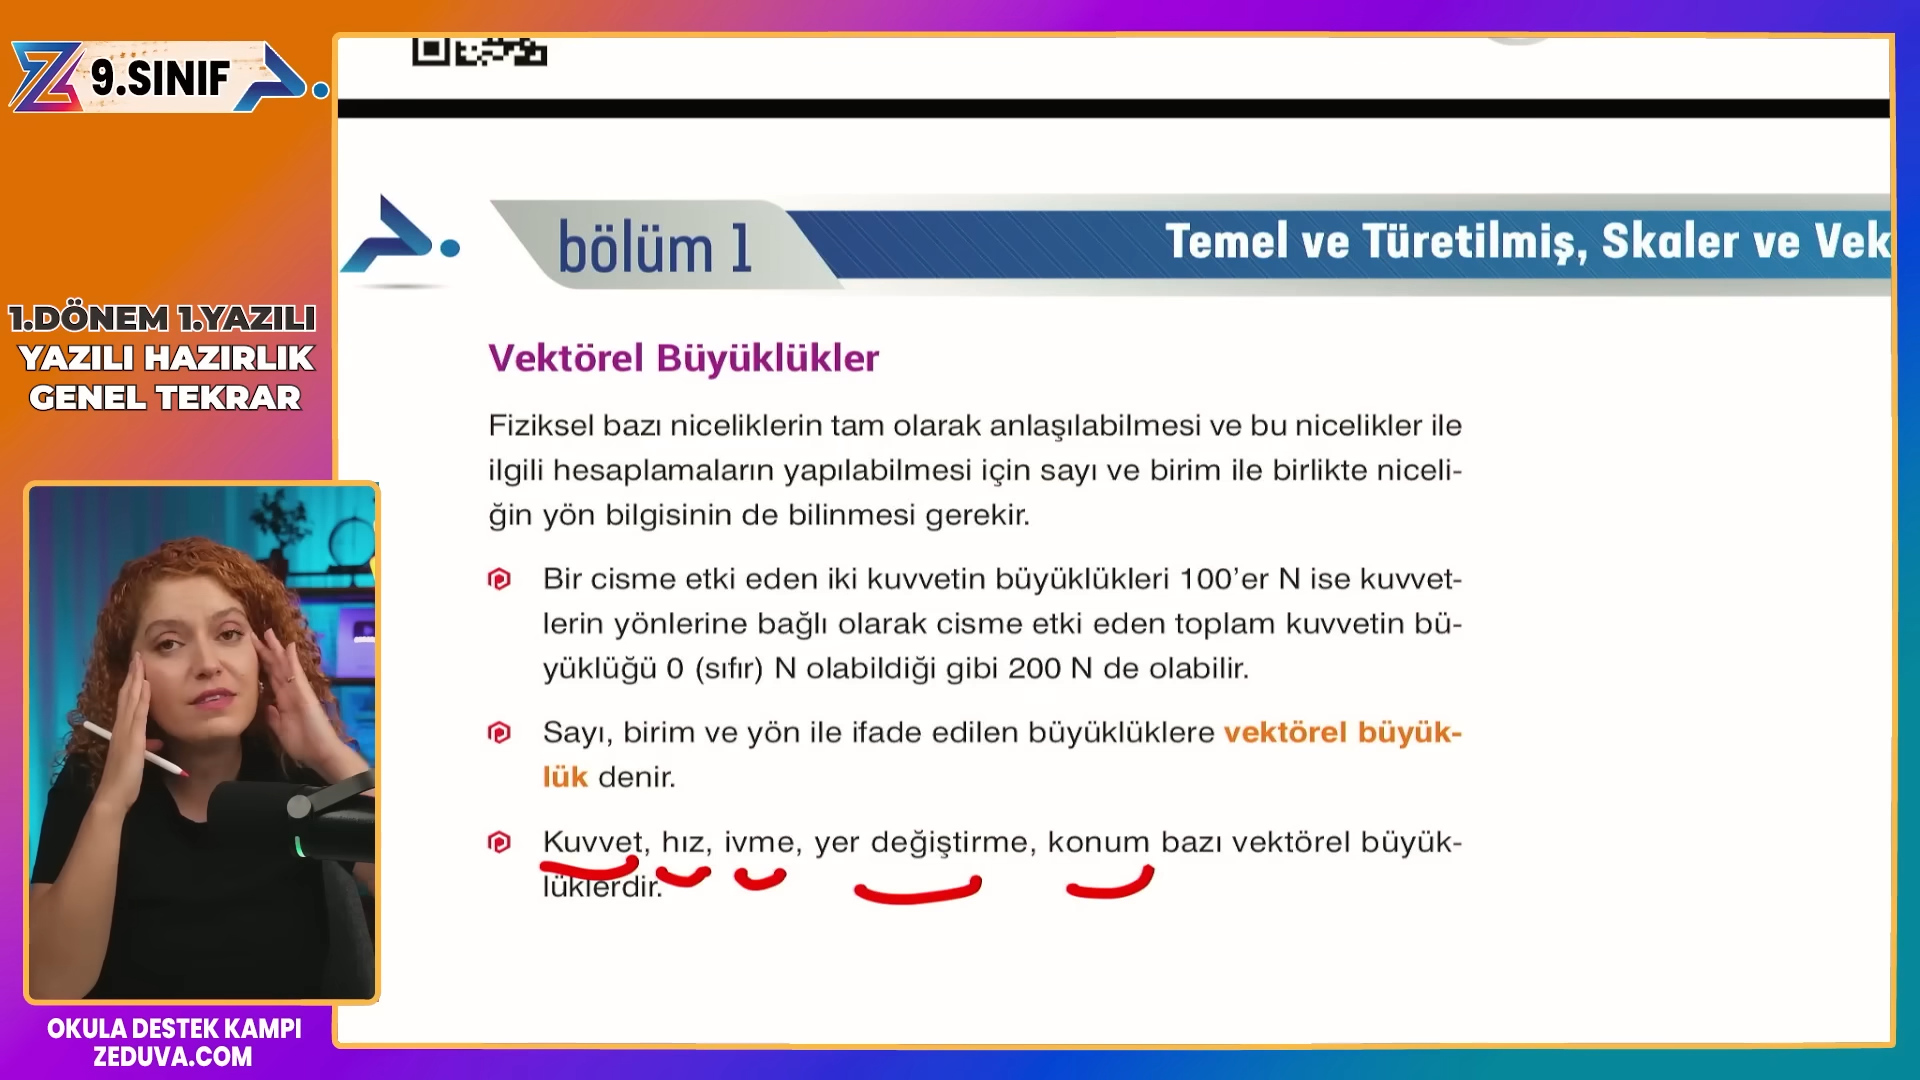 9.SINIF
1.DÖNEM 1.YAZILI
YAZILI HAZIRLIK
GENEL TEKRAR
bölüm 1
Temel ve Türetilmiş, Skaler ve Vek
Vektörel Büyüklükler
Fiziksel bazı niceliklerin tam olarak anlaşılabilmesi ve bu nicelikler ile
ilgili hesaplamaların yapılabilmesi için sayı ve birim ile birlikte niceli-
ğin yön bilgisinin de bilinmesi gerekir.
Bir cisme etki eden iki kuvvetin büyüklükleri 100’er N ise kuvvet-
lerin yönlerine bağlı olarak cisme etki eden toplam kuvvetin bü-
yüklüğü 0 (sıfır) N olabildiği gibi 200 N de olabilir.
Sayı, birim ve yön ile ifade edilen büyüklüklere vektörel büyük-
lük denir.
Kuvvet, hız, ivme, yer değiştirme, konum bazı vektörel büyük-
lüklerdir.
OKULA DESTEK KAMPI
ZEDUVA.COM